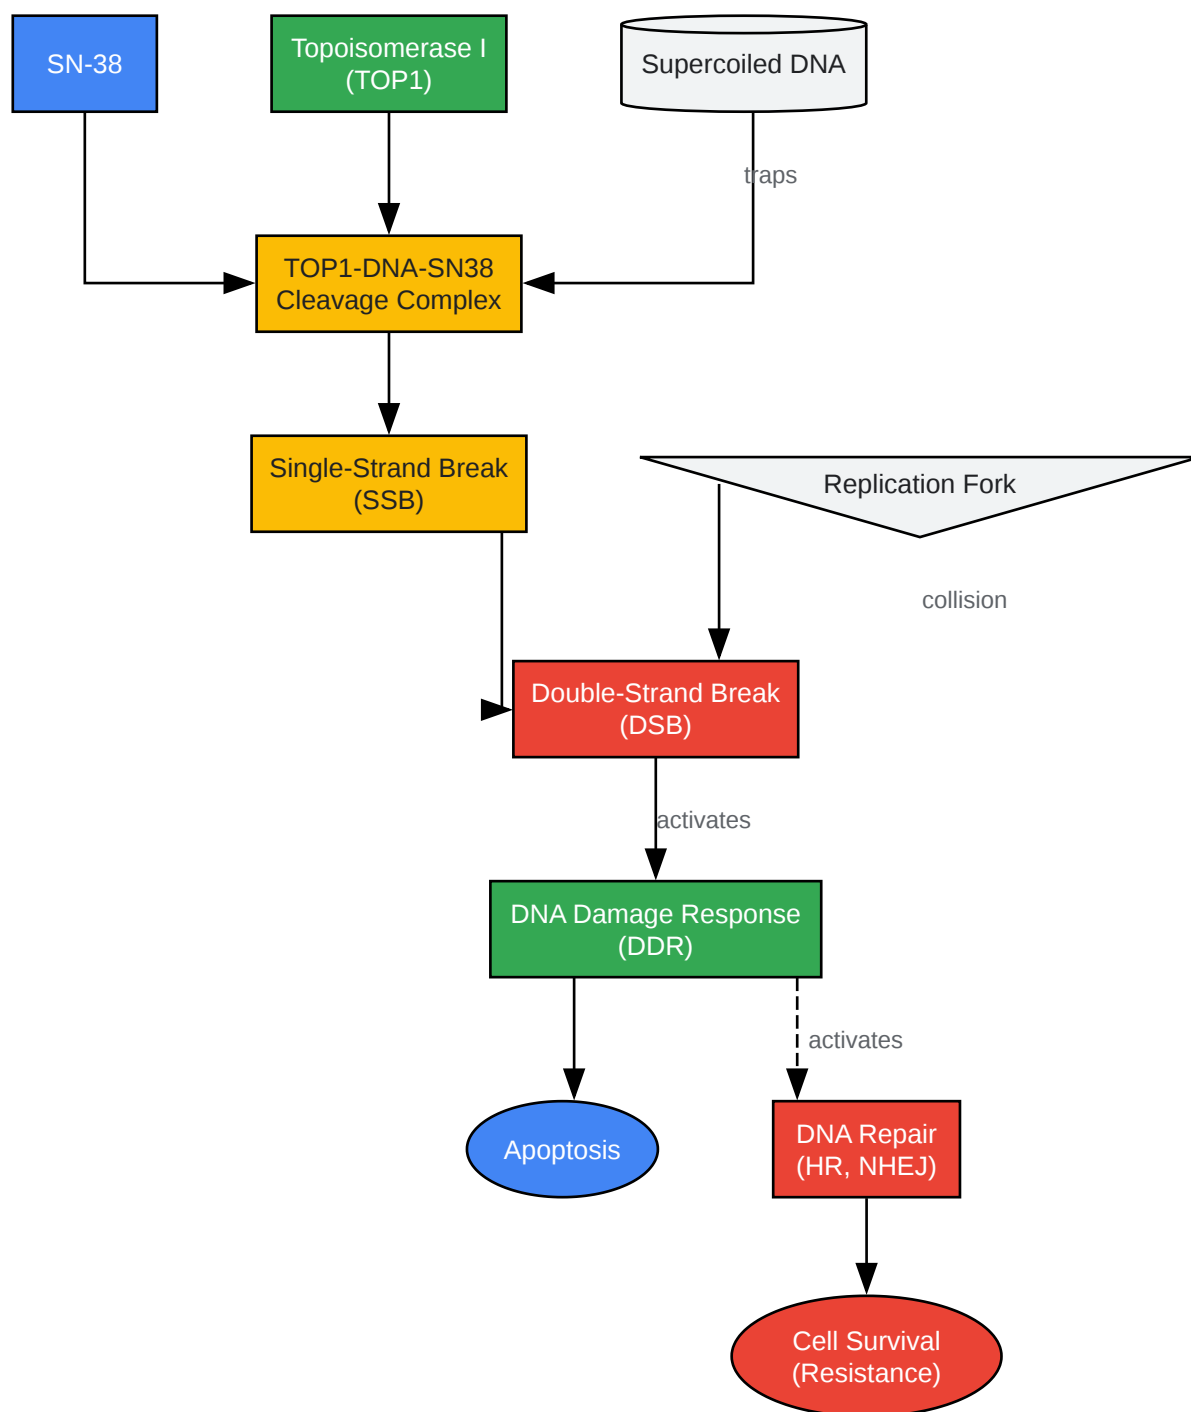 SN-38
Topoisomerase I
(TOP1)
Supercoiled DNA
traps
TOP1-DNA-SN38
Cleavage Complex
Single-Strand Break
(SSB)
Replication Fork
collision
Double-Strand Break
(DSB)
activates
DNA Damage Response
(DDR)
activates
Apoptosis
DNA Repair
(HR, NHEJ)
Cell Survival
(Resistance)